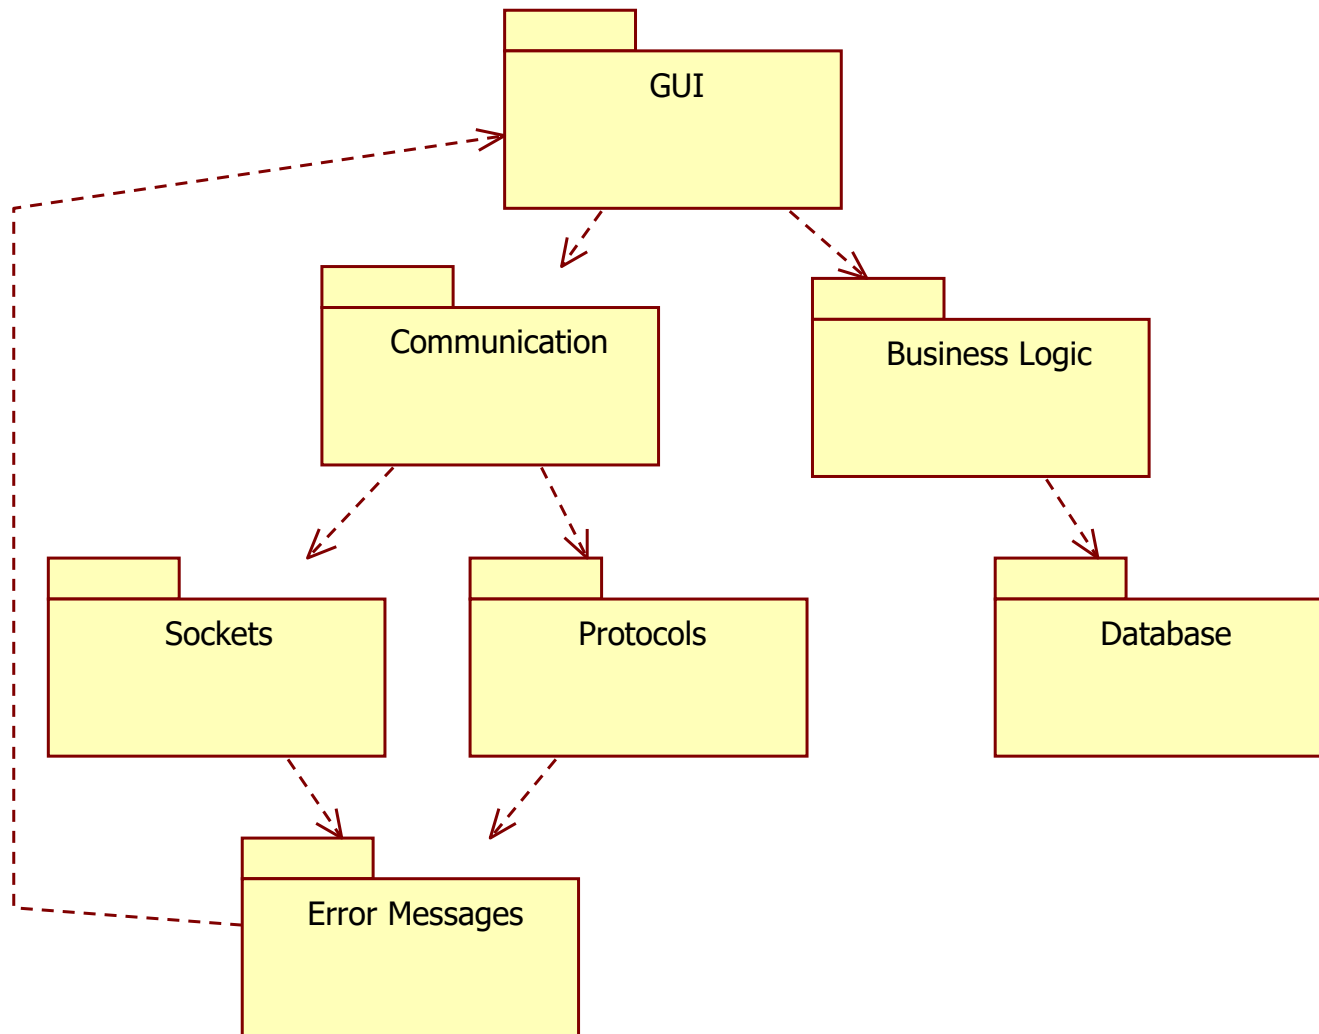 GUI
Communication
Business Logic
Sockets
Protocols
Database
Error Messages